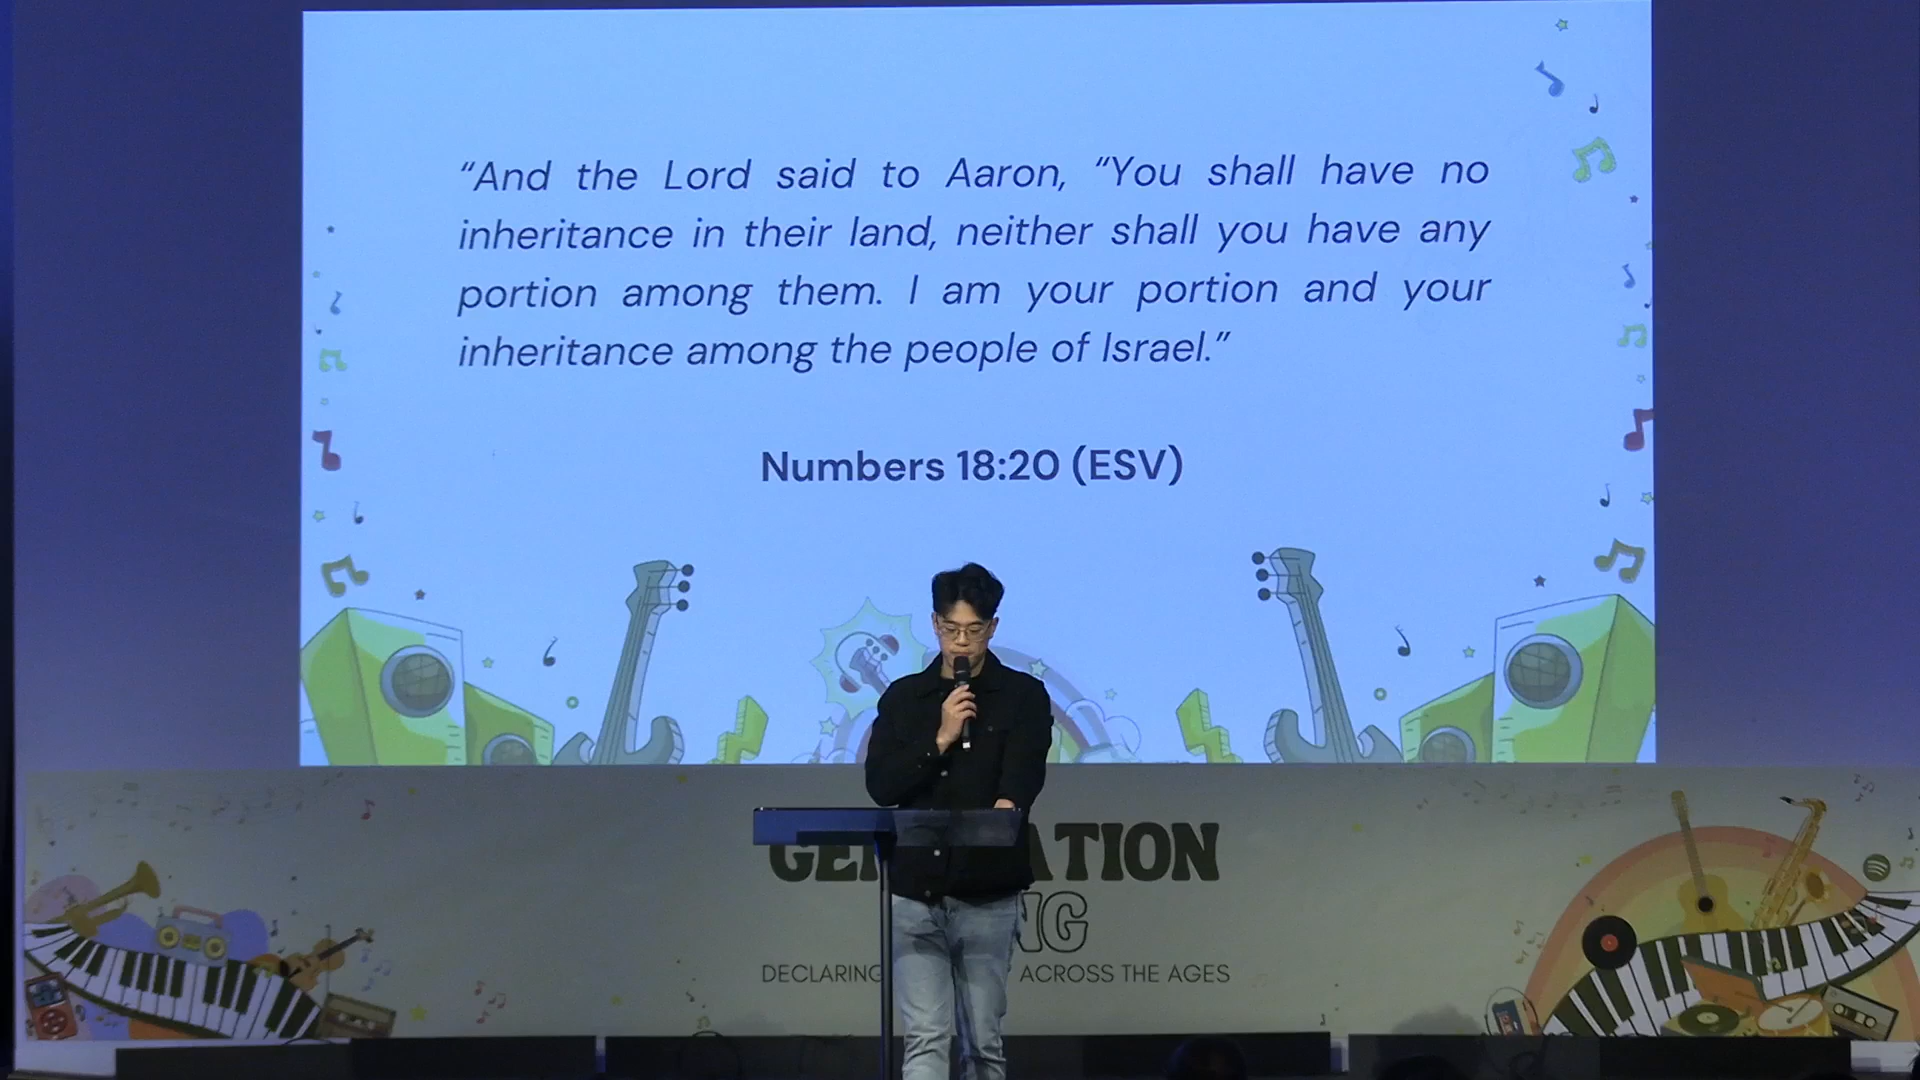 “And the Lord said to Aaron, “You shall have no
inheritance in their land, neither shall you have any
portion among them. I am your portion and your
inheritance among the people of Israel.”
Numbers 18:20 (ESV)
GE ATION
NG
DECLARING ACROSS THE AGES